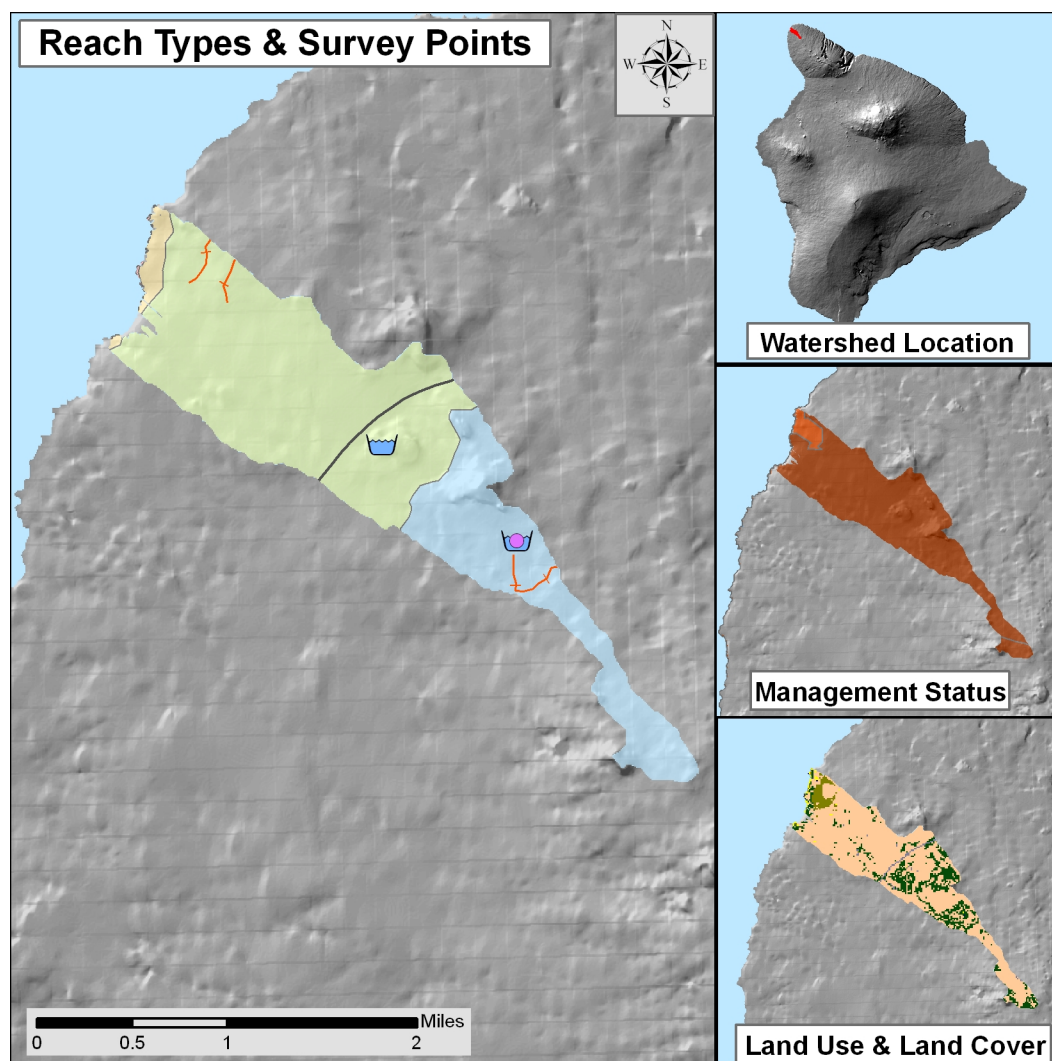 Reach Types & Survey Points
N
W E
S
Miles
0 0.5 1 2
Watershed Location
Management Status
Land Use & Land Cover